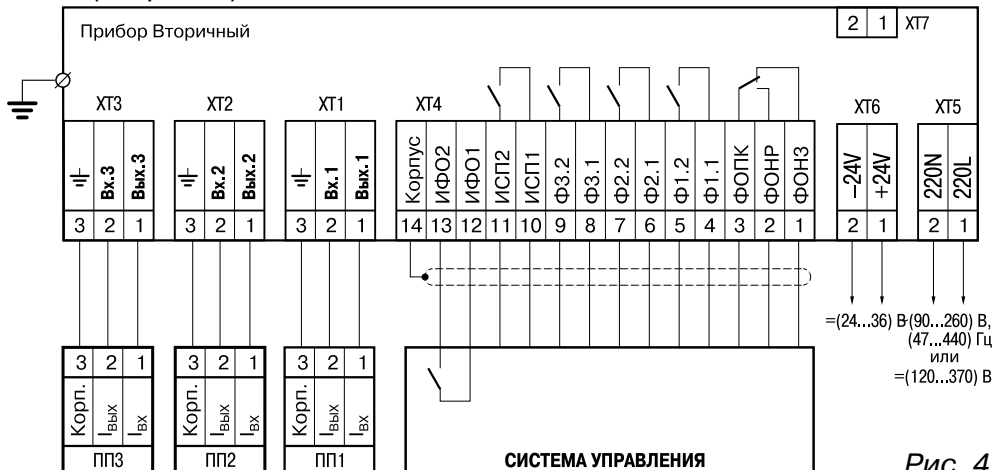 Прибор Вторичный
2 1 XT7
XT3 XT2 XT1 XT4 XT6 XT5
Вх.3 Вых.3
Вх.2 Вых.2
Вх.1 Вых.1
Корпус ИФО2 ИФО1 ИСП2 ИСП1 Ф3.2 Ф3.1 Ф2.2 Ф2.1 Ф1.2 Ф1.1 ФОПК ФОНР ФОНЗ
–24V +24V
220N 220L
3 2 1 3 2 1 3 2 1 14 13 12 11 10 9 8 7 6 5 4 3 2 1 2 1 2 1
=(24...36) В
(90...260) В,
(47...440) Гц
или
=(120...370) В
3 2 1 3 2 1 3 2 1
Корп. Iвых Iвх
Корп. Iвых Iвх
Корп. Iвых Iвх
ПП3 ПП2 ПП1
СИСТЕМА УПРАВЛЕНИЯ
Рис. 4